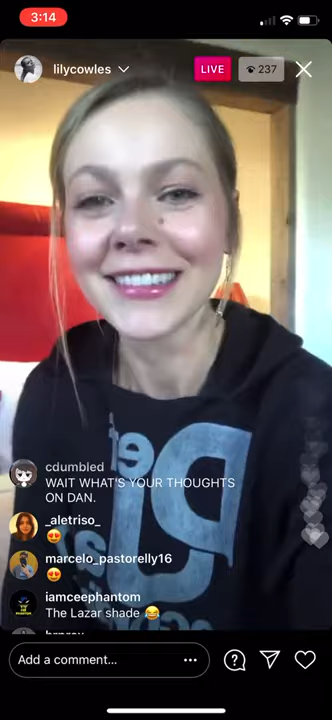 3:14
lilycowles
LIVE
237
cdumbled
WAIT WHAT'S YOUR THOUGHTS
ON DAN.
_aletriso_
😍
marcelo_pastorelly16
😍
iamceephantom
The Lazar shade 😂
Add a comment...